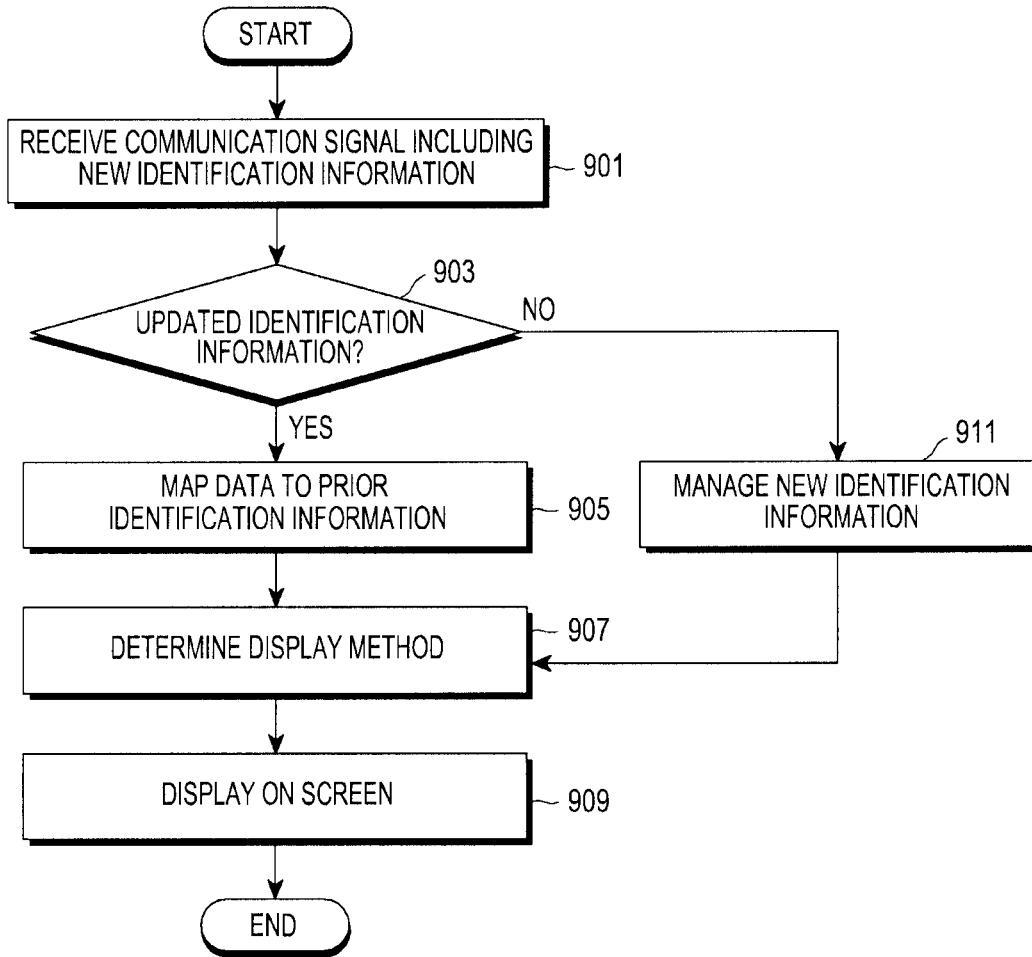 START
RECEIVE COMMUNICATION SIGNAL INCLUDING
NEW IDENTIFICATION INFORMATION
901
903
UPDATED IDENTIFICATION
INFORMATION?
NO
YES
MAP DATA TO PRIOR
IDENTIFICATION INFORMATION
905
911
MANAGE NEW IDENTIFICATION
INFORMATION
DETERMINE DISPLAY METHOD
907
DISPLAY ON SCREEN
909
END